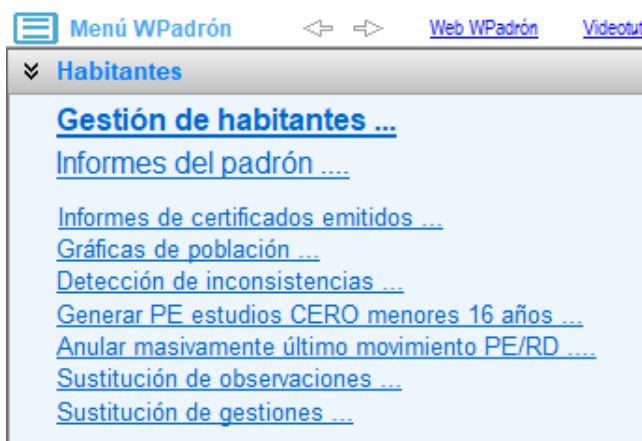 Menú WPadrón Web WPadrón
Habitantes
Gestión de habitantes ...
Informes del padrón ....
Informes de certificados emitidos ...
Gráficas de población ...
Detección de inconsistencias ...
Generar PE estudios CERO menores 16 años ...
Anular masivamente último movimiento PE/RD ....
Sustitución de observaciones ...
Sustitución de gestiones ...